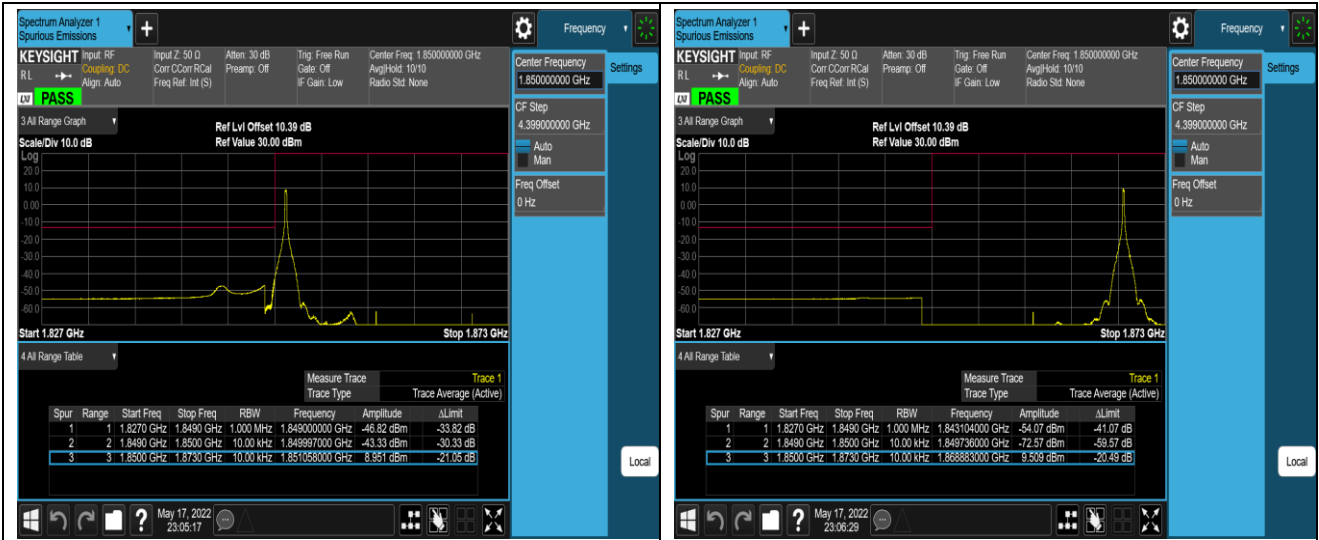 Spectrum Analyzer 1
Spurious Emissions
Frequency
KEYSIGHT Input: RF Input Z: 50 Ω Atten: 30 dB Trig: Free Run Center Freq: 1.850000000 GHz
R L Coupling: DC Corr CCorr RCal Preamp: Off Gate: Off Avg|Hold: 10/10
Align: Auto Freq Ref: Int (S) IF Gain: Low Radio Std: None
LXI PASS
Center Frequency
1.850000000 GHz
Settings
CF Step
4.399000000 GHz
Auto
Man
Freq Offset
0 Hz
3 All Range Graph
Ref Lvl Offset 10.39 dB
Scale/Div 10.0 dB Ref Value 30.00 dBm
Log
20.0
10.0
0.00
-10.0
-20.0
-30.0
-40.0
-50.0
-60.0
Start 1.827 GHz Stop 1.873 GHz
4 All Range Table
Measure Trace Trace 1
Trace Type Trace Average (Active)
Spur Range Start Freq Stop Freq RBW Frequency Amplitude ΔLimit
1 1 1.8270 GHz 1.8490 GHz 1.000 MHz 1.849000000 GHz -46.82 dBm -33.82 dB
2 2 1.8490 GHz 1.8500 GHz 10.00 kHz 1.849997000 GHz -43.33 dBm -30.33 dB
3 3 1.8500 GHz 1.8730 GHz 10.00 kHz 1.851058000 GHz 8.951 dBm -21.05 dB
Local
May 17, 2022
23:05:17
Spectrum Analyzer 1
Spurious Emissions
Frequency
KEYSIGHT Input: RF Input Z: 50 Ω Atten: 30 dB Trig: Free Run Center Freq: 1.850000000 GHz
R L Coupling: DC Corr CCorr RCal Preamp: Off Gate: Off Avg|Hold: 10/10
Align: Auto Freq Ref: Int (S) IF Gain: Low Radio Std: None
LXI PASS
Center Frequency
1.850000000 GHz
Settings
CF Step
4.399000000 GHz
Auto
Man
Freq Offset
0 Hz
3 All Range Graph
Ref Lvl Offset 10.39 dB
Scale/Div 10.0 dB Ref Value 30.00 dBm
Log
20.0
10.0
0.00
-10.0
-20.0
-30.0
-40.0
-50.0
-60.0
Start 1.827 GHz Stop 1.873 GHz
4 All Range Table
Measure Trace Trace 1
Trace Type Trace Average (Active)
Spur Range Start Freq Stop Freq RBW Frequency Amplitude ΔLimit
1 1 1.8270 GHz 1.8490 GHz 1.000 MHz 1.843104000 GHz -54.07 dBm -41.07 dB
2 2 1.8490 GHz 1.8500 GHz 10.00 kHz 1.849736000 GHz -72.57 dBm -59.57 dB
3 3 1.8500 GHz 1.8730 GHz 10.00 kHz 1.868883000 GHz 9.509 dBm -20.49 dB
Local
May 17, 2022
23:06:29